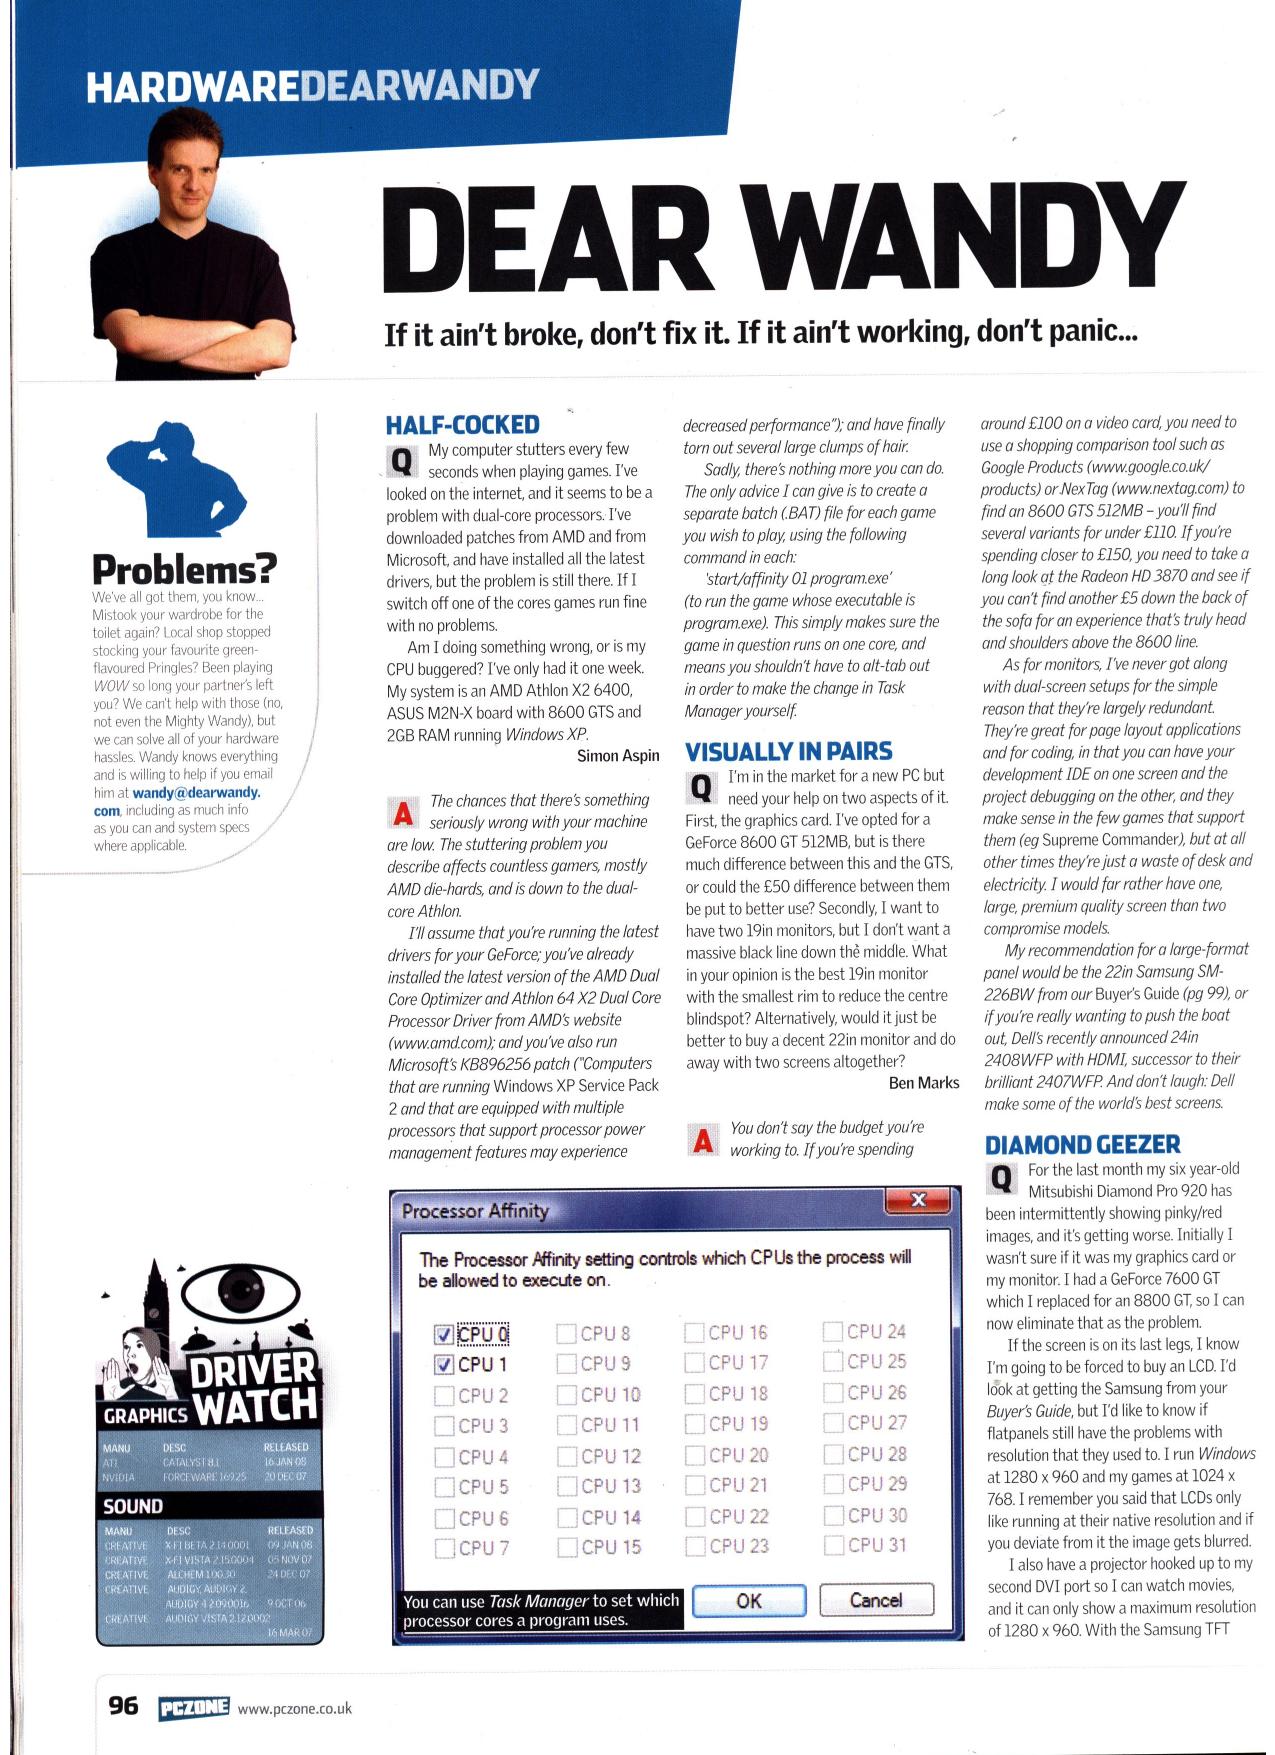 HARDWAREDEARWANDY
DEAR WANDY
If it ain't broke, don't fix it. If it ain't working, don't panic...
Problems?
We've all got them, you know...
Mistook your wardrobe for the
toilet again? Local shop stopped
stocking your favourite green-
flavoured Pringles? Been playing
WOW so long your partner's left
you? We can't help with those (no,
not even the Mighty Wandy), but
we can solve all of your hardware
hassles. Wandy knows everything
and is willing to help if you email
him at wandy@dearwandy.
com, including as much info
as you can and system specs
where applicable.
GRAPHICS DRIVER
WATCH
MANU DESC RELEASED
ATI CATALYST 8.1 16 JAN 08
NVIDIA FORCEWARE 169.25 20 DEC 07
SOUND
MANU DESC RELEASED
CREATIVE X-FI BETA 2.14.0001 09 JAN 08
CREATIVE X-FI VISTA 2.15.0004 05 NOV 07
CREATIVE ALCHEM 1.00.30 24 DEC 07
CREATIVE AUDIGY, AUDIGY 2,
AUDIGY 4 2.09.0016 9 OCT 06
CREATIVE AUDIGY VISTA 2.12.0002
16 MAR 07
HALF-COCKED
Q My computer stutters every few
seconds when playing games. I've
looked on the internet, and it seems to be a
problem with dual-core processors. I've
downloaded patches from AMD and from
Microsoft, and have installed all the latest
drivers, but the problem is still there. If I
switch off one of the cores games run fine
with no problems.
Am I doing something wrong, or is my
CPU buggered? I've only had it one week.
My system is an AMD Athlon X2 6400,
ASUS M2N-X board with 8600 GTS and
2GB RAM running Windows XP.
Simon Aspin
A The chances that there's something
seriously wrong with your machine
are low. The stuttering problem you
describe affects countless gamers, mostly
AMD die-hards, and is down to the dual-
core Athlon.
I'll assume that you're running the latest
drivers for your GeForce; you've already
installed the latest version of the AMD Dual
Core Optimizer and Athlon 64 X2 Dual Core
Processor Driver from AMD's website
(www.amd.com); and you've also run
Microsoft's KB896256 patch ("Computers
that are running Windows XP Service Pack
2 and that are equipped with multiple
processors that support processor power
management features may experience
decreased performance"); and have finally
torn out several large clumps of hair.
Sadly, there's nothing more you can do.
The only advice I can give is to create a
separate batch (.BAT) file for each game
you wish to play, using the following
command in each:
'start/affinity 01 program.exe'
(to run the game whose executable is
program.exe). This simply makes sure the
game in question runs on one core, and
means you shouldn't have to alt-tab out
in order to make the change in Task
Manager yourself.
VISUALLY IN PAIRS
Q I'm in the market for a new PC but
need your help on two aspects of it.
First, the graphics card. I've opted for a
GeForce 8600 GT 512MB, but is there
much difference between this and the GTS,
or could the £50 difference between them
be put to better use? Secondly, I want to
have two 19in monitors, but I don't want a
massive black line down the middle. What
in your opinion is the best 19in monitor
with the smallest rim to reduce the centre
blindspot? Alternatively, would it just be
better to buy a decent 22in monitor and do
away with two screens altogether?
Ben Marks
A You don't say the budget you're
working to. If you're spending
around £100 on a video card, you need to
use a shopping comparison tool such as
Google Products (www.google.co.uk/
products) or NexTag (www.nextag.com) to
find an 8600 GTS 512MB – you'll find
several variants for under £110. If you're
spending closer to £150, you need to take a
long look at the Radeon HD 3870 and see if
you can't find another £5 down the back of
the sofa for an experience that's truly head
and shoulders above the 8600 line.
As for monitors, I've never got along
with dual-screen setups for the simple
reason that they're largely redundant.
They're great for page layout applications
and for coding, in that you can have your
development IDE on one screen and the
project debugging on the other, and they
make sense in the few games that support
them (eg Supreme Commander), but at all
other times they're just a waste of desk and
electricity. I would far rather have one,
large, premium quality screen than two
compromise models.
My recommendation for a large-format
panel would be the 22in Samsung SM-
226BW from our Buyer's Guide (pg 99), or
if you're really wanting to push the boat
out, Dell's recently announced 24in
2408WFP with HDMI, successor to their
brilliant 2407WFP. And don't laugh: Dell
make some of the world's best screens.
DIAMOND GEEZER
Q For the last month my six year-old
Mitsubishi Diamond Pro 920 has
been intermittently showing pinky/red
images, and it's getting worse. Initially I
wasn't sure if it was my graphics card or
my monitor. I had a GeForce 7600 GT
which I replaced for an 8800 GT, so I can
now eliminate that as the problem.
If the screen is on its last legs, I know
I'm going to be forced to buy an LCD. I'd
look at getting the Samsung from your
Buyer's Guide, but I'd like to know if
flatpanels still have the problems with
resolution that they used to. I run Windows
at 1280 x 960 and my games at 1024 x
768. I remember you said that LCDs only
like running at their native resolution and if
you deviate from it the image gets blurred.
I also have a projector hooked up to my
second DVI port so I can watch movies,
and it can only show a maximum resolution
of 1280 x 960. With the Samsung TFT
Processor Affinity
The Processor Affinity setting controls which CPUs the process will
be allowed to execute on.
CPU 0 CPU 8 CPU 16 CPU 24
CPU 1 CPU 9 CPU 17 CPU 25
CPU 2 CPU 10 CPU 18 CPU 26
CPU 3 CPU 11 CPU 19 CPU 27
CPU 4 CPU 12 CPU 20 CPU 28
CPU 5 CPU 13 CPU 21 CPU 29
CPU 6 CPU 14 CPU 22 CPU 30
CPU 7 CPU 15 CPU 23 CPU 31
OK Cancel
You can use Task Manager to set which
processor cores a program uses.
96 PCZONE www.pczone.co.uk